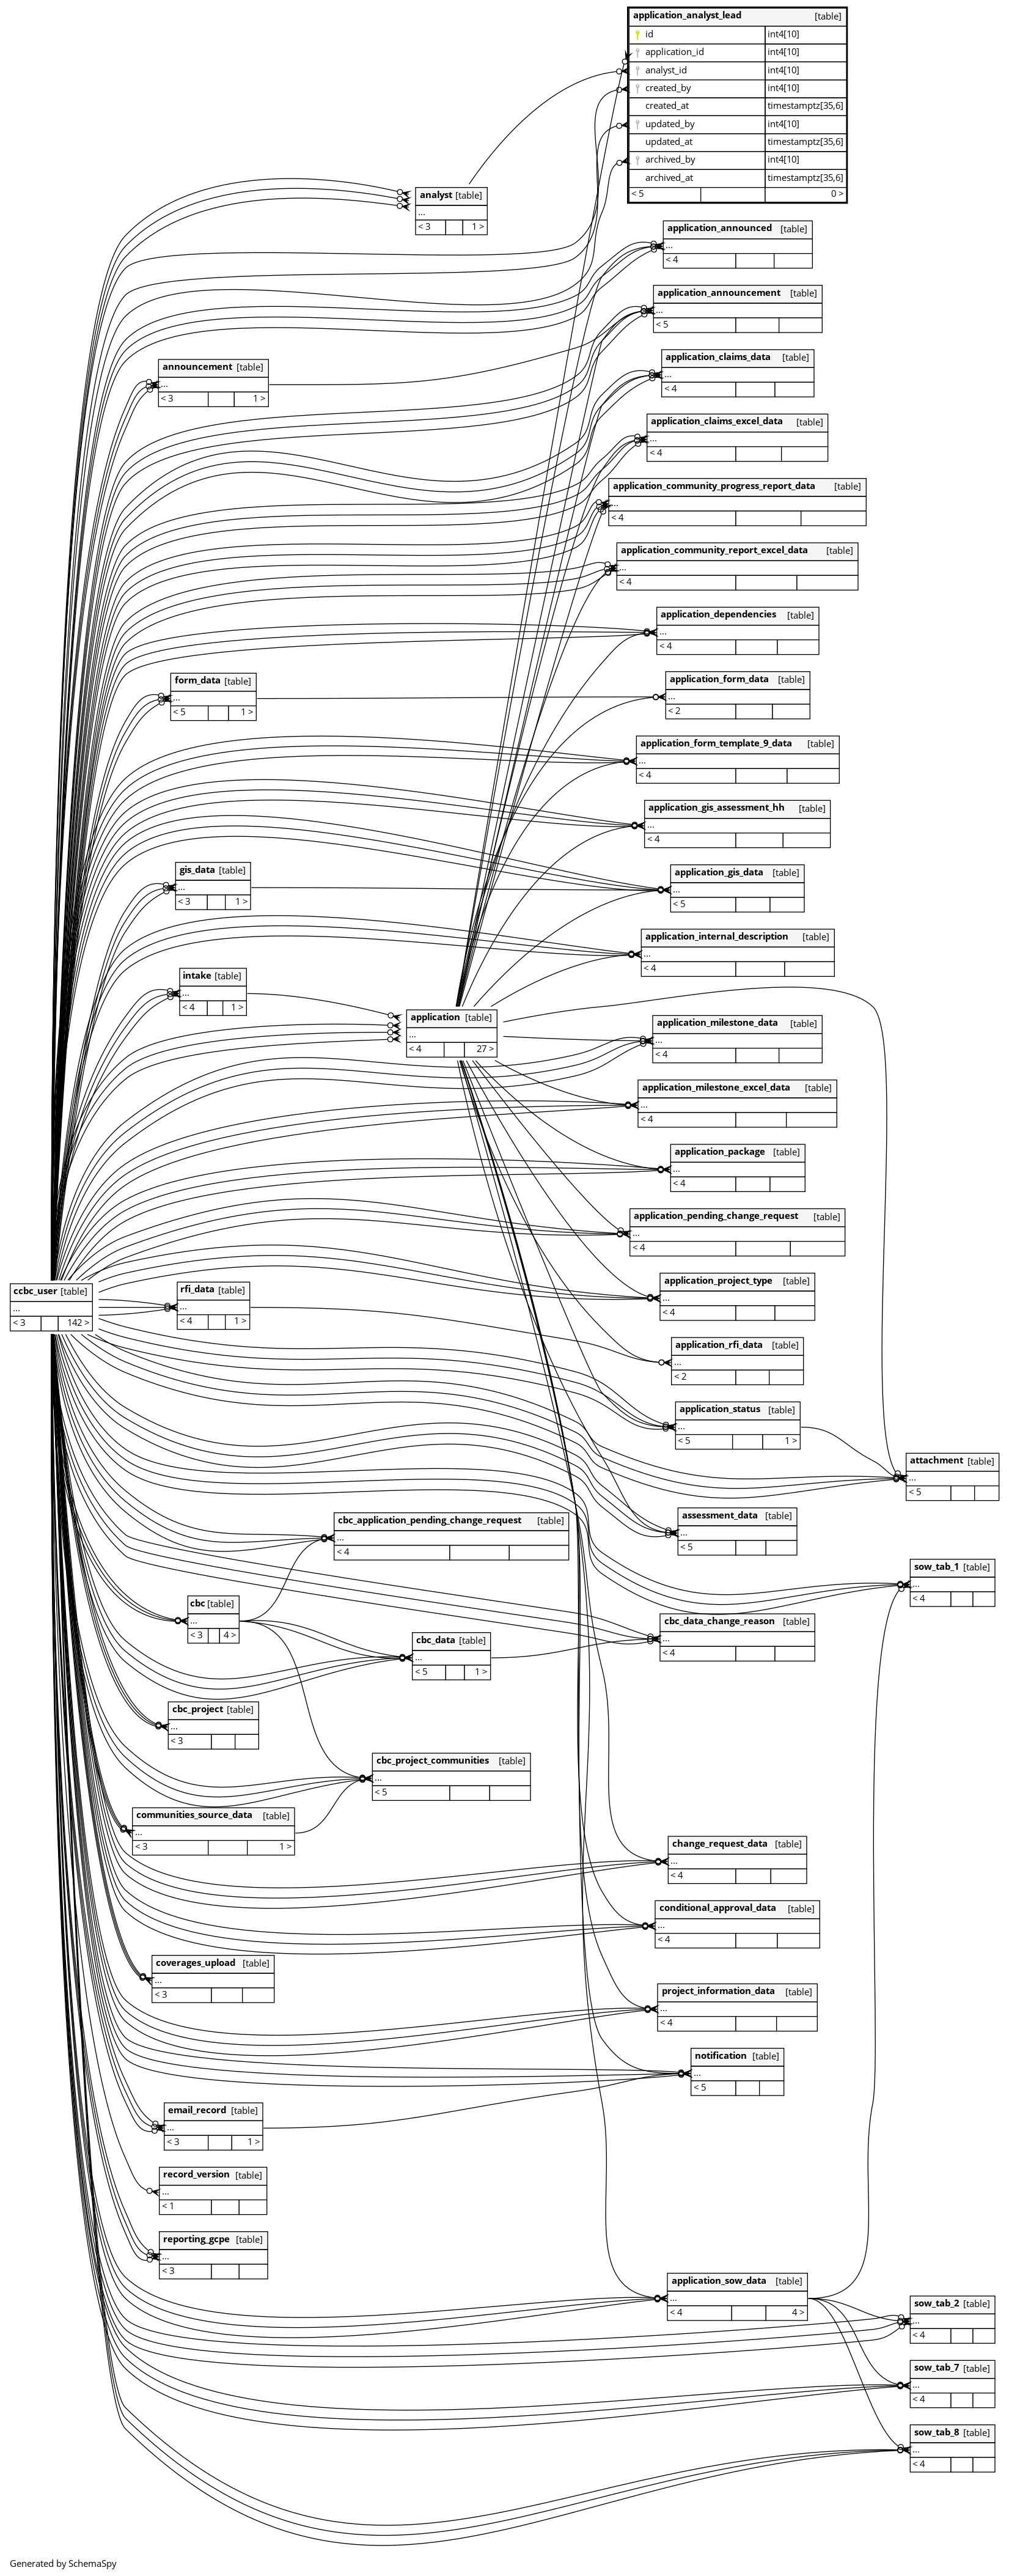 application_analyst_lead [table]
id int4[10]
application_id int4[10]
analyst_id int4[10]
created_by int4[10]
created_at timestamptz[35,6]
updated_by int4[10]
updated_at timestamptz[35,6]
archived_by int4[10]
archived_at timestamptz[35,6]
< 5 0 >
analyst [table]
...
< 3 1 >
application_announced [table]
...
< 4
application_announcement [table]
...
< 5
announcement [table]
...
< 3 1 >
application_claims_data [table]
...
< 4
application_claims_excel_data [table]
...
< 4
application_community_progress_report_data [table]
...
< 4
application_community_report_excel_data [table]
...
< 4
application_dependencies [table]
...
< 4
form_data [table]
...
< 5 1 >
application_form_data [table]
...
< 2
application_form_template_9_data [table]
...
< 4
application_gis_assessment_hh [table]
...
< 4
gis_data [table]
...
< 3 1 >
application_gis_data [table]
...
< 5
application_internal_description [table]
...
< 4
intake [table]
...
< 4 1 >
application [table]
...
< 4 27 >
application_milestone_data [table]
...
< 4
application_milestone_excel_data [table]
...
< 4
application_package [table]
...
< 4
application_pending_change_request [table]
...
< 4
ccbc_user [table]
...
< 3 142 >
rfi_data [table]
...
< 4 1 >
application_project_type [table]
...
< 4
application_rfi_data [table]
...
< 2
application_status [table]
...
< 5 1 >
attachment [table]
...
< 5
cbc_application_pending_change_request [table]
...
< 4
assessment_data [table]
...
< 5
sow_tab_1 [table]
...
< 4
cbc [table]
...
< 3 4 >
cbc_data [table]
...
< 5 1 >
cbc_data_change_reason [table]
...
< 4
cbc_project [table]
...
< 3
cbc_project_communities [table]
...
< 5
communities_source_data [table]
...
< 3 1 >
change_request_data [table]
...
< 4
conditional_approval_data [table]
...
< 4
coverages_upload [table]
...
< 3
project_information_data [table]
...
< 4
notification [table]
...
< 5
email_record [table]
...
< 3 1 >
record_version [table]
...
< 1
reporting_gcpe [table]
...
< 3
application_sow_data [table]
...
< 4 4 >
sow_tab_2 [table]
...
< 4
sow_tab_7 [table]
...
< 4
sow_tab_8 [table]
...
< 4
Generated by SchemaSpy